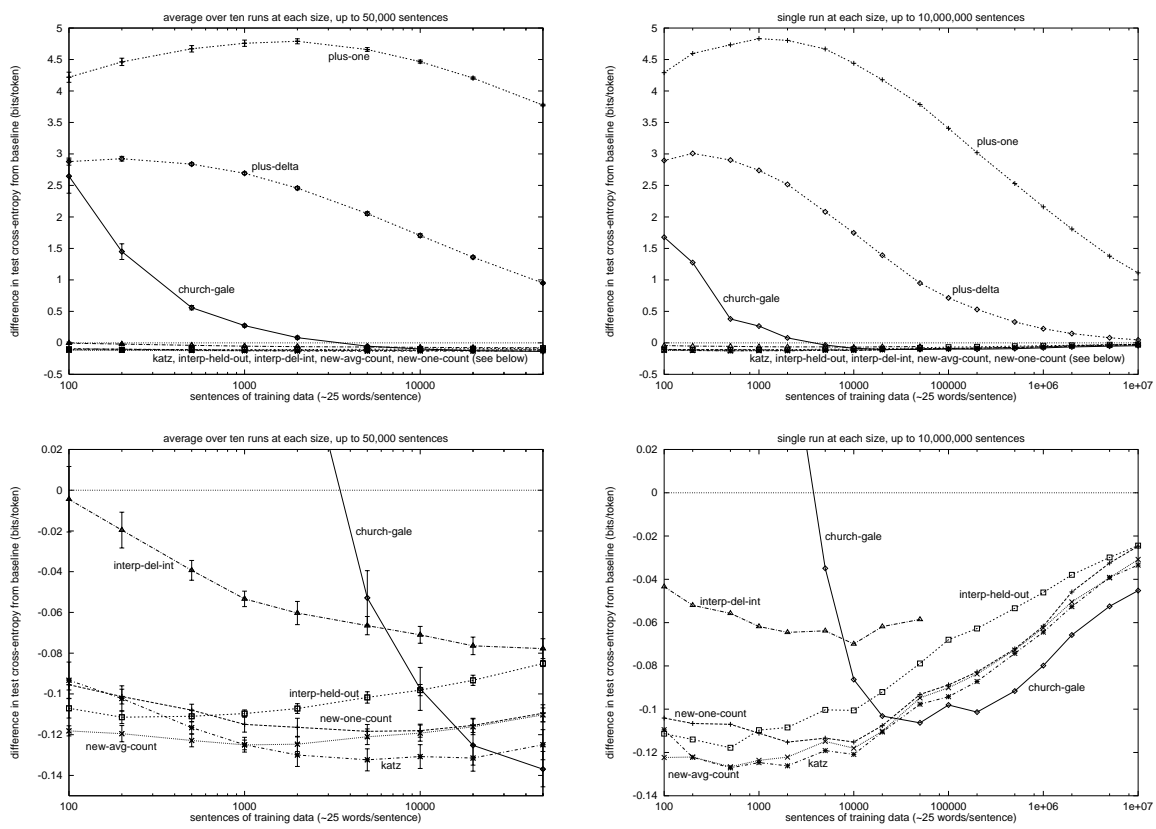 average over ten runs at each size, up to 50,000 sentences
difference in test cross-entropy from baseline (bits/token)
5
4.5
4
3.5
3
2.5
2
1.5
1
0.5
0
-0.5
plus-one
plus-delta
church-gale
katz, interp-held-out, interp-del-int, new-avg-count, new-one-count (see below)
100 1000 10000
sentences of training data (~25 words/sentence)
single run at each size, up to 10,000,000 sentences
difference in test cross-entropy from baseline (bits/token)
5
4.5
4
3.5
3
2.5
2
1.5
1
0.5
0
-0.5
plus-one
plus-delta
church-gale
katz, interp-held-out, interp-del-int, new-avg-count, new-one-count (see below)
100 1000 10000 100000 1e+06 1e+07
sentences of training data (~25 words/sentence)
average over ten runs at each size, up to 50,000 sentences
difference in test cross-entropy from baseline (bits/token)
0.02
0
-0.02
-0.04
-0.06
-0.08
-0.1
-0.12
-0.14
church-gale
interp-del-int
interp-held-out
new-one-count
new-avg-count
katz
100 1000 10000
sentences of training data (~25 words/sentence)
single run at each size, up to 10,000,000 sentences
difference in test cross-entropy from baseline (bits/token)
0.02
0
-0.02
-0.04
-0.06
-0.08
-0.1
-0.12
-0.14
church-gale
interp-held-out
interp-del-int
church-gale
new-one-count
katz
new-avg-count
100 1000 10000 100000 1e+06 1e+07
sentences of training data (~25 words/sentence)